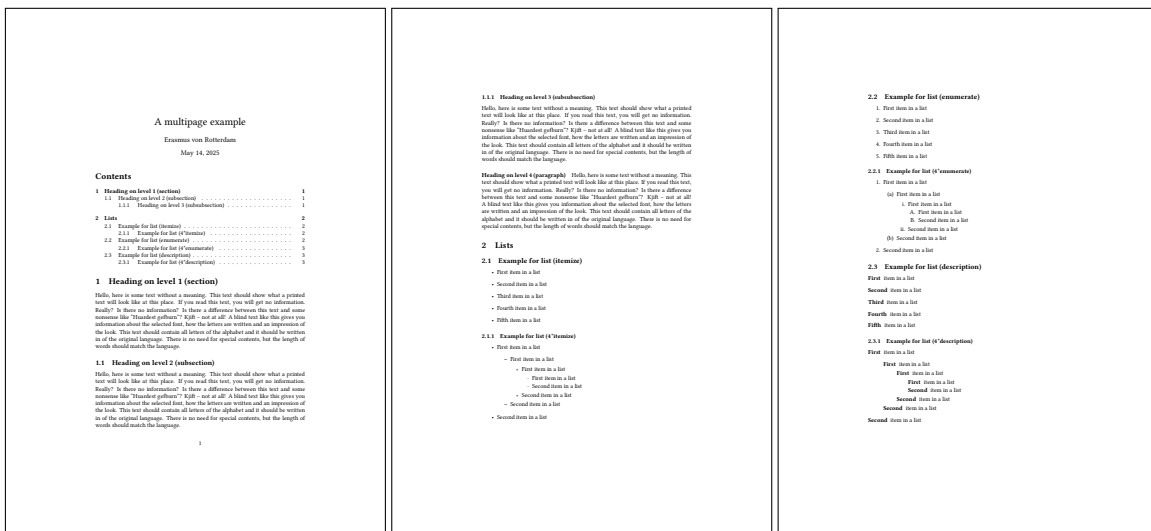 A multipage example
Erasmus von Rotterdam
May 14, 2025
Contents
1 Heading on level 1 (section) 1
1.1 Heading on level 2 (subsection) . . . . . . . . . . . . . . . . . . . . . 1
1.1.1 Heading on level 3 (subsubsection) . . . . . . . . . . . . . . . 1
2 Lists 2
2.1 Example for list (itemize) . . . . . . . . . . . . . . . . . . . . . . . . 2
2.1.1 Example for list (4*itemize) . . . . . . . . . . . . . . . . . . . 2
2.2 Example for list (enumerate) . . . . . . . . . . . . . . . . . . . . . . 2
2.2.1 Example for list (4*enumerate) . . . . . . . . . . . . . . . . . 3
2.3 Example for list (description) . . . . . . . . . . . . . . . . . . . . . . 3
2.3.1 Example for list (4*description) . . . . . . . . . . . . . . . . . 3
1 Heading on level 1 (section)
Hello, here is some text without a meaning. This text should show what a printed
text will look like at this place. If you read this text, you will get no information.
Really? Is there no information? Is there a difference between this text and some
nonsense like “Huardest gefburn”? Kjift – not at all! A blind text like this gives you
information about the selected font, how the letters are written and an impression of
the look. This text should contain all letters of the alphabet and it should be written
in of the original language. There is no need for special contents, but the length of
words should match the language.
1.1 Heading on level 2 (subsection)
Hello, here is some text without a meaning. This text should show what a printed
text will look like at this place. If you read this text, you will get no information.
Really? Is there no information? Is there a difference between this text and some
nonsense like “Huardest gefburn”? Kjift – not at all! A blind text like this gives you
information about the selected font, how the letters are written and an impression of
the look. This text should contain all letters of the alphabet and it should be written
in of the original language. There is no need for special contents, but the length of
words should match the language.
1
1.1.1 Heading on level 3 (subsubsection)
Hello, here is some text without a meaning. This text should show what a printed
text will look like at this place. If you read this text, you will get no information.
Really? Is there no information? Is there a difference between this text and some
nonsense like “Huardest gefburn”? Kjift – not at all! A blind text like this gives you
information about the selected font, how the letters are written and an impression of
the look. This text should contain all letters of the alphabet and it should be written
in of the original language. There is no need for special contents, but the length of
words should match the language.
Heading on level 4 (paragraph) Hello, here is some text without a meaning. This
text should show what a printed text will look like at this place. If you read this text,
you will get no information. Really? Is there no information? Is there a difference
between this text and some nonsense like “Huardest gefburn”? Kjift – not at all!
A blind text like this gives you information about the selected font, how the letters
are written and an impression of the look. This text should contain all letters of the
alphabet and it should be written in of the original language. There is no need for
special contents, but the length of words should match the language.
2 Lists
2.1 Example for list (itemize)
• First item in a list
• Second item in a list
• Third item in a list
• Fourth item in a list
• Fifth item in a list
2.1.1 Example for list (4*itemize)
• First item in a list
– First item in a list
* First item in a list
· First item in a list
· Second item in a list
* Second item in a list
– Second item in a list
• Second item in a list
2.2 Example for list (enumerate)
1. First item in a list
2. Second item in a list
3. Third item in a list
4. Fourth item in a list
5. Fifth item in a list
2.2.1 Example for list (4*enumerate)
1. First item in a list
(a) First item in a list
i. First item in a list
A. First item in a list
B. Second item in a list
ii. Second item in a list
(b) Second item in a list
2. Second item in a list
2.3 Example for list (description)
First item in a list
Second item in a list
Third item in a list
Fourth item in a list
Fifth item in a list
2.3.1 Example for list (4*description)
First item in a list
First item in a list
First item in a list
First item in a list
Second item in a list
Second item in a list
Second item in a list
Second item in a list